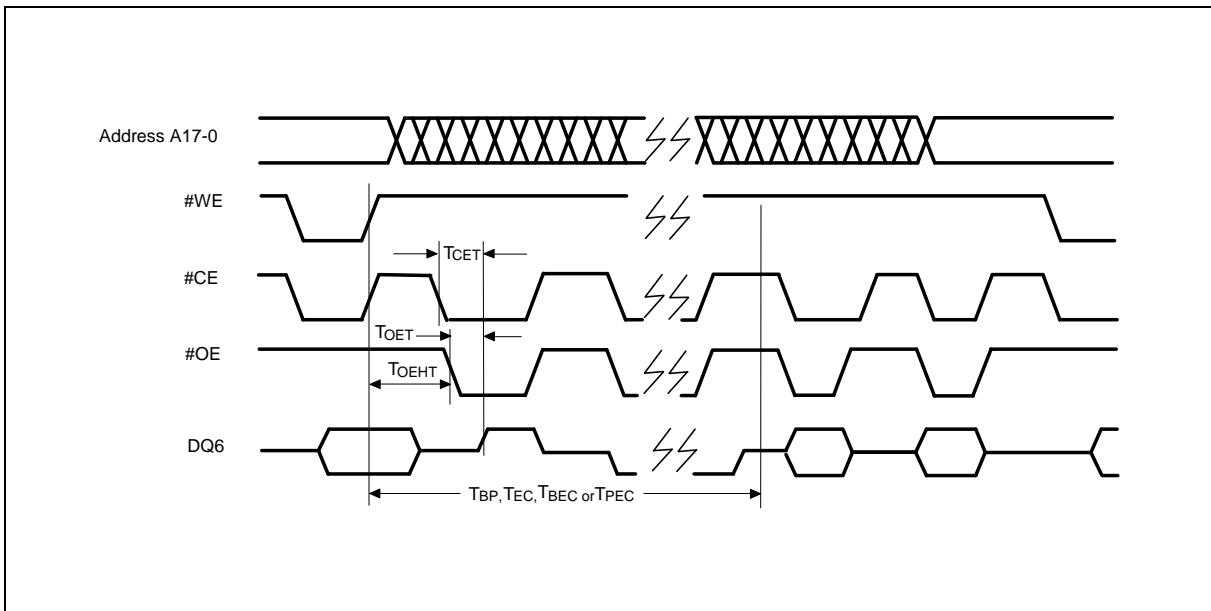 Address A17-0
#WE
TCET
#CE
TOET
#OE
TOEHT
DQ6
TBP,TEC,TBEC orTPEC